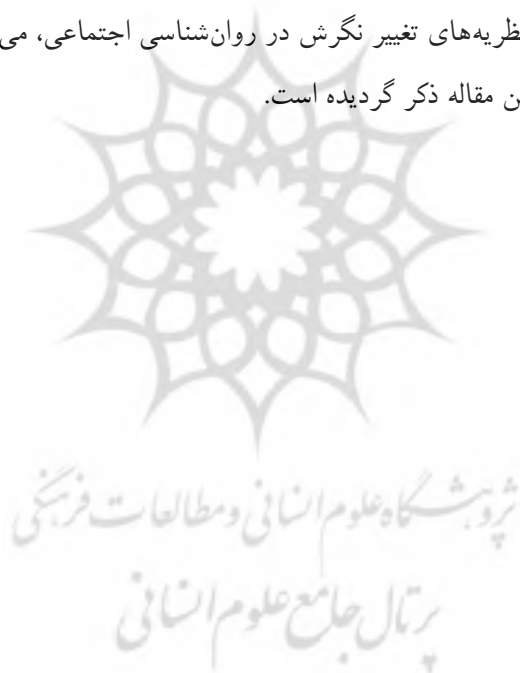 ظریه‌های تغییر نگرش در روان‌شناسی اجتماعی، می
ن مقاله ذکر گردیده است.
پژوهشگاه علوم انسانی و مطالعات فرهنگی
پرتال جامع علوم انسانی